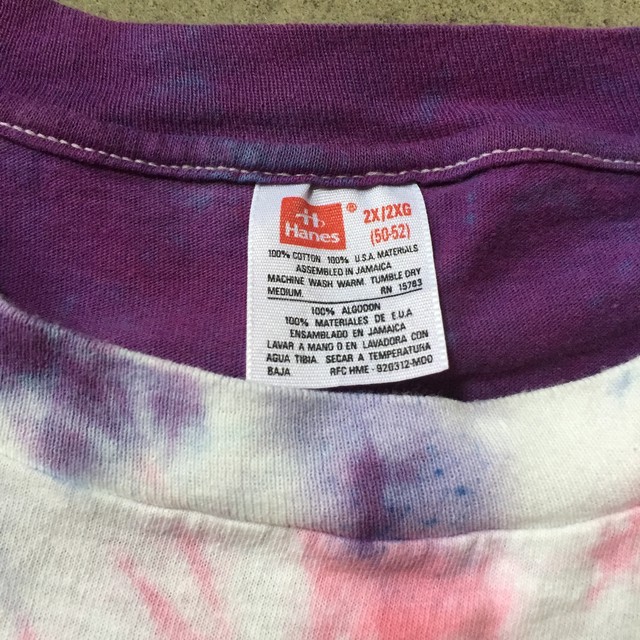 H
Hanes®
2X/2XG
(50-52)
100% COTTON 100% U.S.A. MATERIALS
ASSEMBLED IN JAMAICA
MACHINE WASH WARM. TUMBLE DRY
MEDIUM. RN 15763
100% ALGODON
100% MATERIALES DE E.U.A
ENSAMBLADO EN JAMAICA
LAVAR A MANO O EN LAVADORA CON
AGUA TIBIA. SECAR A TEMPERATURA
BAJA RFC HME - 920312-MOO